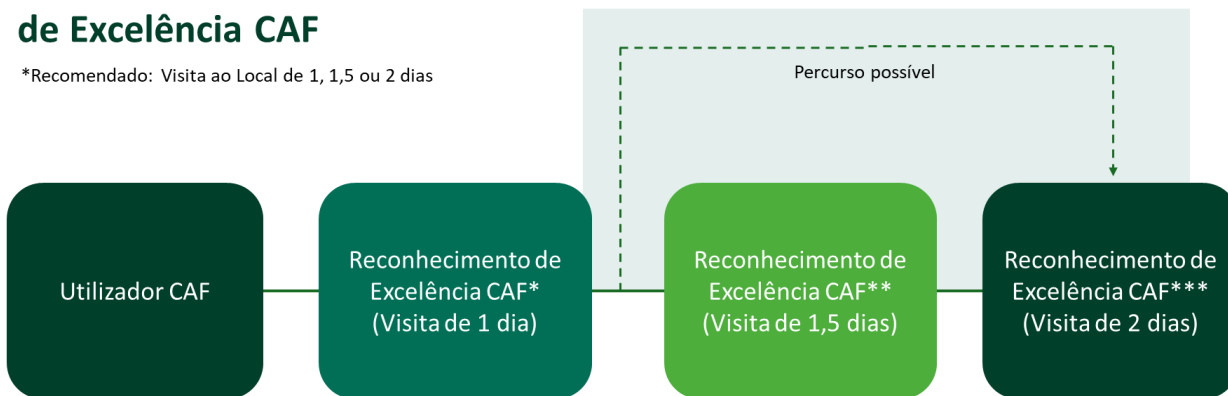 de Excelência CAF
*Recomendado: Visita ao Local de 1, 1,5 ou 2 dias
Percurso possível
Utilizador CAF
Reconhecimento de
Excelência CAF*
(Visita de 1 dia)
Reconhecimento de
Excelência CAF**
(Visita de 1,5 dias)
Reconhecimento de
Excelência CAF***
(Visita de 2 dias)